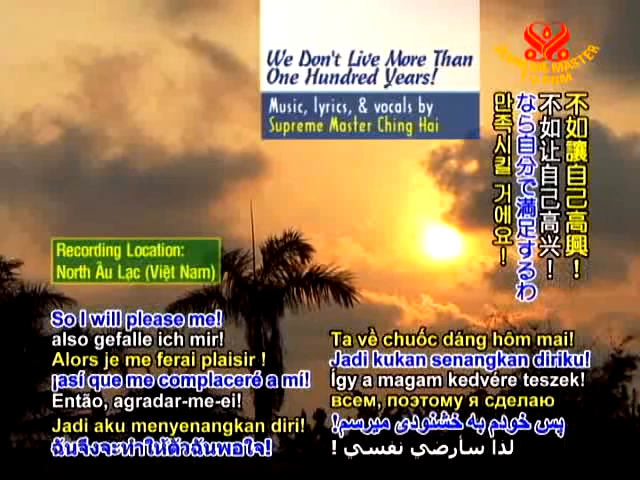 We Don't Live More Than
One Hundred Years!
Music, lyrics, & vocals by
Supreme Master Ching Hai
不如讓自己高興！
不如让自己高兴！
なら自分で満足するわ
만족시킬 거에요！
Recording Location:
North Âu Lạc (Việt Nam)
So I will please me!
also gefalle ich mir!
Alors je me ferai plaisir !
¡así que me complaceré a mí!
Então, agradar-me-ei!
Jadi aku menyenangkan diri!
ฉันจึงจะทำให้ตัวฉันพอใจ!
Ta về chuốc dáng hôm mai!
Jadi kukan senangkan diriku!
Így a magam kedvére teszek!
всем, поэтому я сделаю
پس خودم به خشنودی میرسم!
لذا سأرضي نفسي !